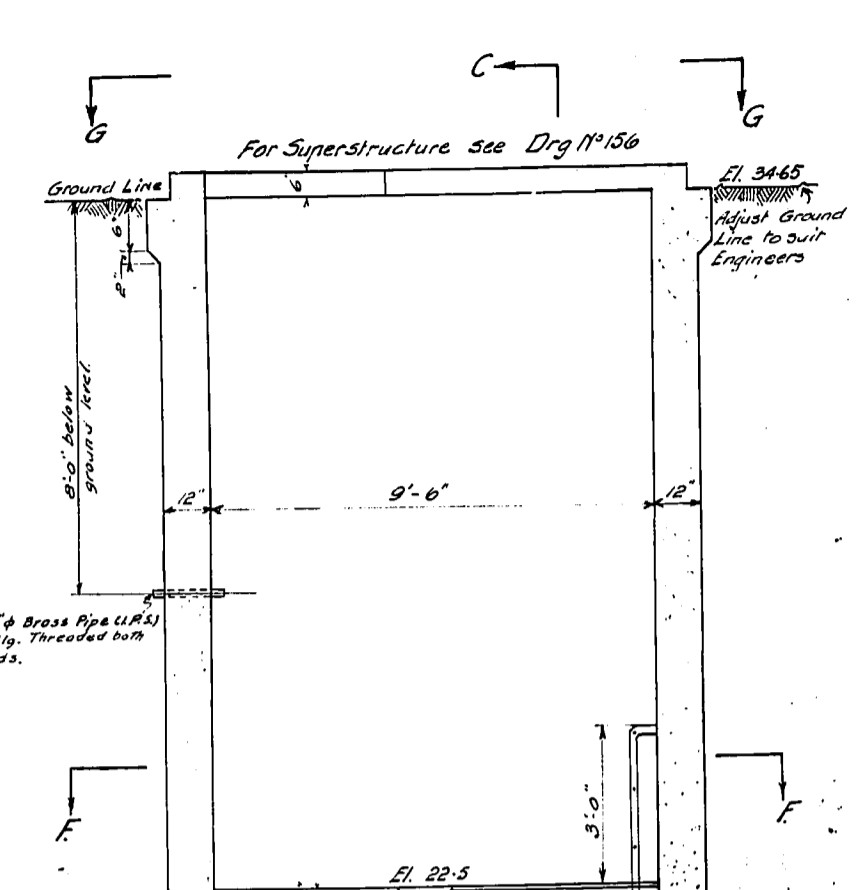 C
G
G
For Superstructure see Drg Nº 156
Ground Line
6"
El. 34·65
Adjust Ground
Line to suit
Engineers
6"
2"
8'-0" below
ground level.
12"
9'-6"
12"
"φ Brass Pipe (I.P.S.)
lg. Threaded both
ds.
3'-0"
F.
F.
El. 22·5